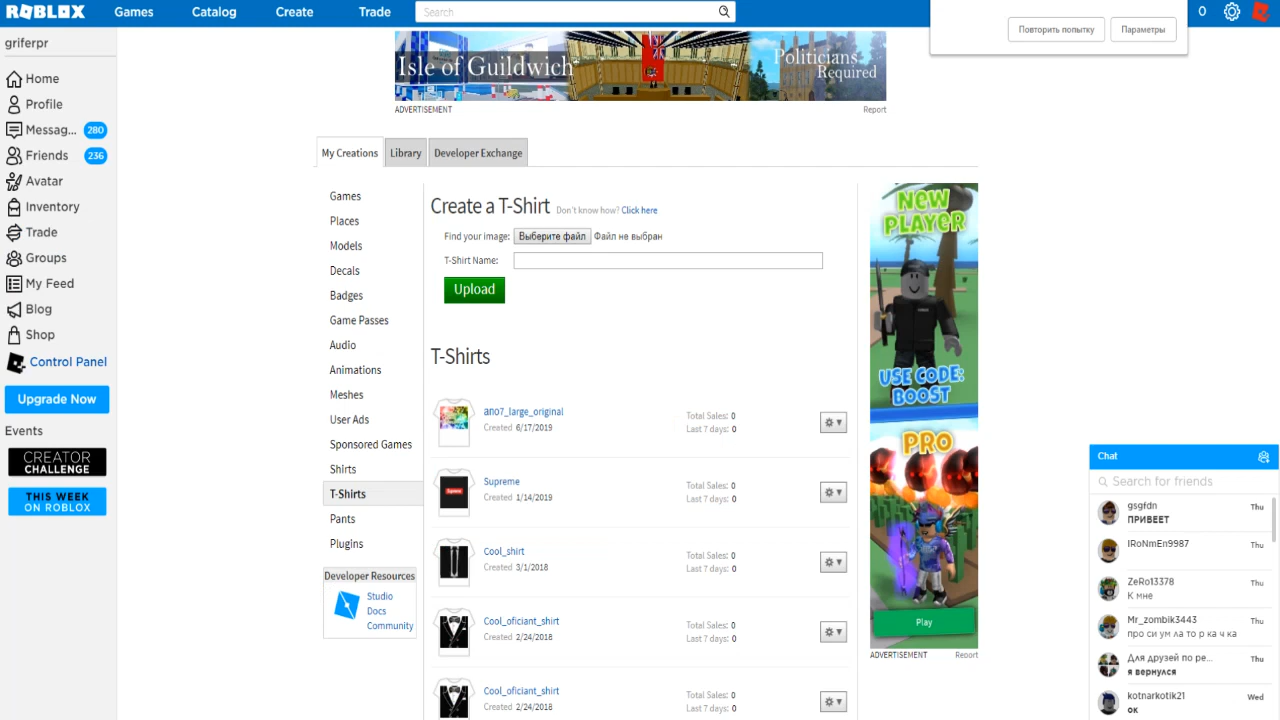 ROBLOX
Games
Catalog
Create
Trade
Search
0
Повторить попытку
Параметры
griferpr
Home
Profile
Messag... 280
Friends 236
Avatar
Inventory
Trade
Groups
My Feed
Blog
Shop
Control Panel
Upgrade Now
Events
CREATOR
CHALLENGE
THIS WEEK
ON ROBLOX
Isle of Guildwich
Politicians
Required
ADVERTISEMENT
Report
My Creations
Library
Developer Exchange
Games
Places
Models
Decals
Badges
Game Passes
Audio
Animations
Meshes
User Ads
Sponsored Games
Shirts
T-Shirts
Pants
Plugins
Developer Resources
Studio
Docs
Community
Create a T-Shirt Don't know how? Click here
Find your image: Выберите файл Файл не выбран
T-Shirt Name:
Upload
T-Shirts
ano7_large_original
Created 6/17/2019
Total Sales: 0
Last 7 days: 0
Supreme
Created 1/14/2019
Total Sales: 0
Last 7 days: 0
Cool_shirt
Created 3/1/2018
Total Sales: 0
Last 7 days: 0
Cool_oficiant_shirt
Created 2/24/2018
Total Sales: 0
Last 7 days: 0
Cool_oficiant_shirt
Created 2/24/2018
Total Sales: 0
Last 7 days: 0
NEW
PLAYER
USE CODE:
BOOST
PRO
Play
ADVERTISEMENT
Report
Chat
Search for friends
gsgfdn Thu
ПРИВЕЕТ
IRoNmEn9987 Thu
ZeRo13378 Thu
К мне
Mr_zombik3443 Thu
про си ум ла то р ка ч ка
Для друзей по ре... Thu
я вернулся
kotnarkotik21 Wed
ок